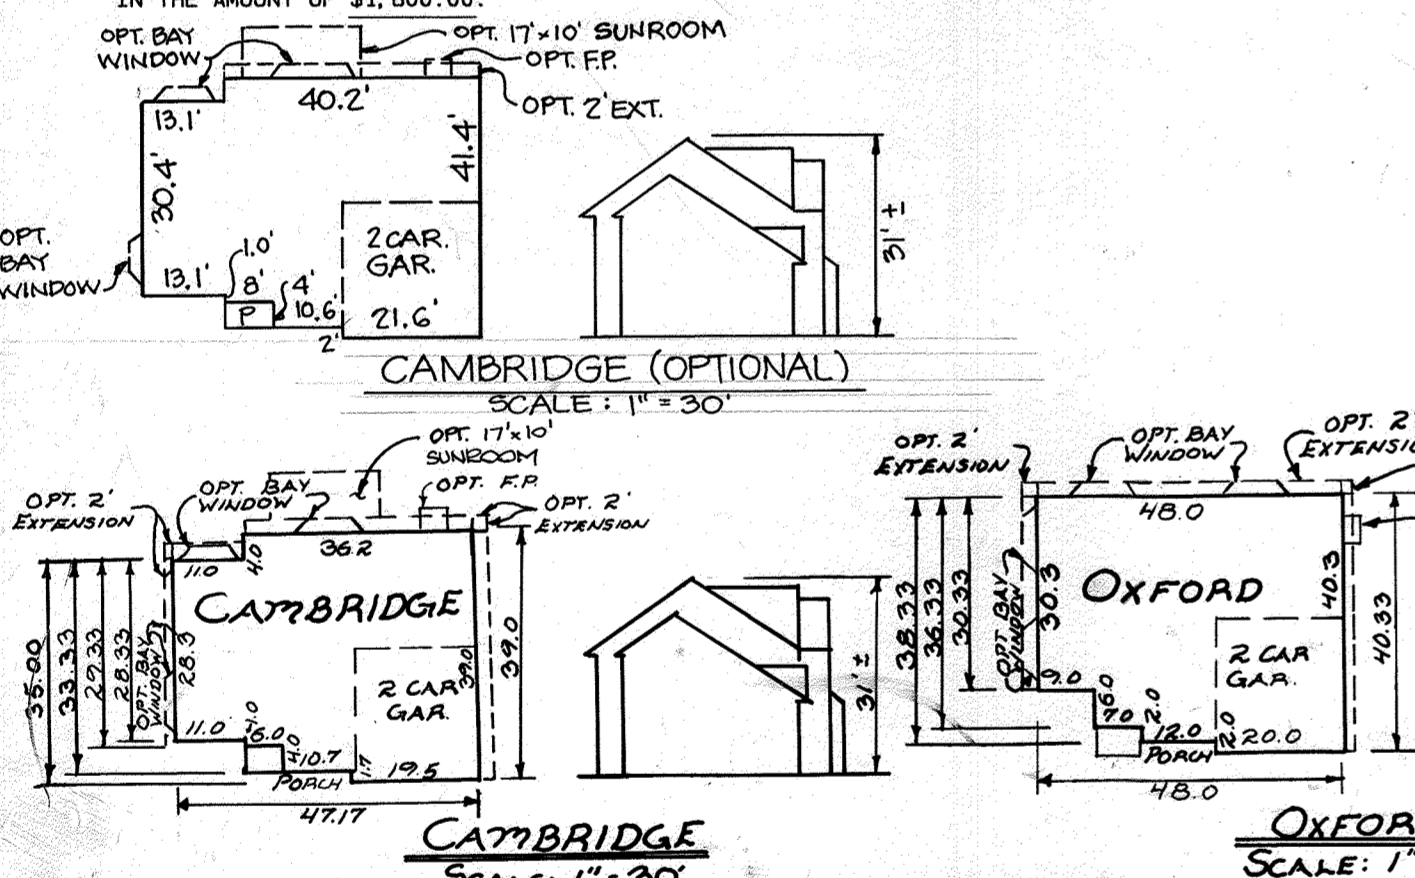 IN THE AMOUNT OF $1,800.00.
OPT. BAY
WINDOW
OPT. 17'x10' SUNROOM
OPT. F.P.
OPT. 2' EXT.
40.2'
13.1'
41.4'
30.4'
OPT.
BAY
WINDOW
2 CAR.
GAR.
1.0'
13.1'
8'
4'
P
10.6'
21.6'
2'
31' ±
CAMBRIDGE (OPTIONAL)
SCALE : 1" = 30'
OPT. 17'x10'
SUNROOM
OPT. F.P.
OPT. 2'
EXTENSION
OPT. BAY
WINDOW
OPT. 2'
EXTENSION
36.2
11.0
4.0
CAMBRIDGE
35.00
33.33
29.33
28.33
OPT. BAY
WINDOW
28.3
39.0
39.0
2 CAR
GAR.
11.0
6.0
4.0
10.7
1.7
PORCH
19.5
47.17
31' ±
CAMBRIDGE
SCALE: 1" = 30'
OPT. 2'
EXTENSION
OPT. BAY
WINDOW
OPT. 2'
48.0
38.33
36.33
30.33
OPT BAY
WINDOW
30.3
OXFORD
40.3
40.33
2 CAR
GAR.
9.0
6.0
7.0
2.0
12.0
2.0
PORCH
20.0
48.0
SCALE: 1"